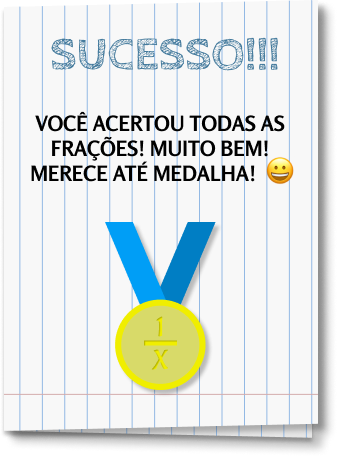 SUCESSO!!!
VOCÊ ACERTOU TODAS AS
FRAÇÕES! MUITO BEM!
MERECE ATÉ MEDALHA! 😀
1
X